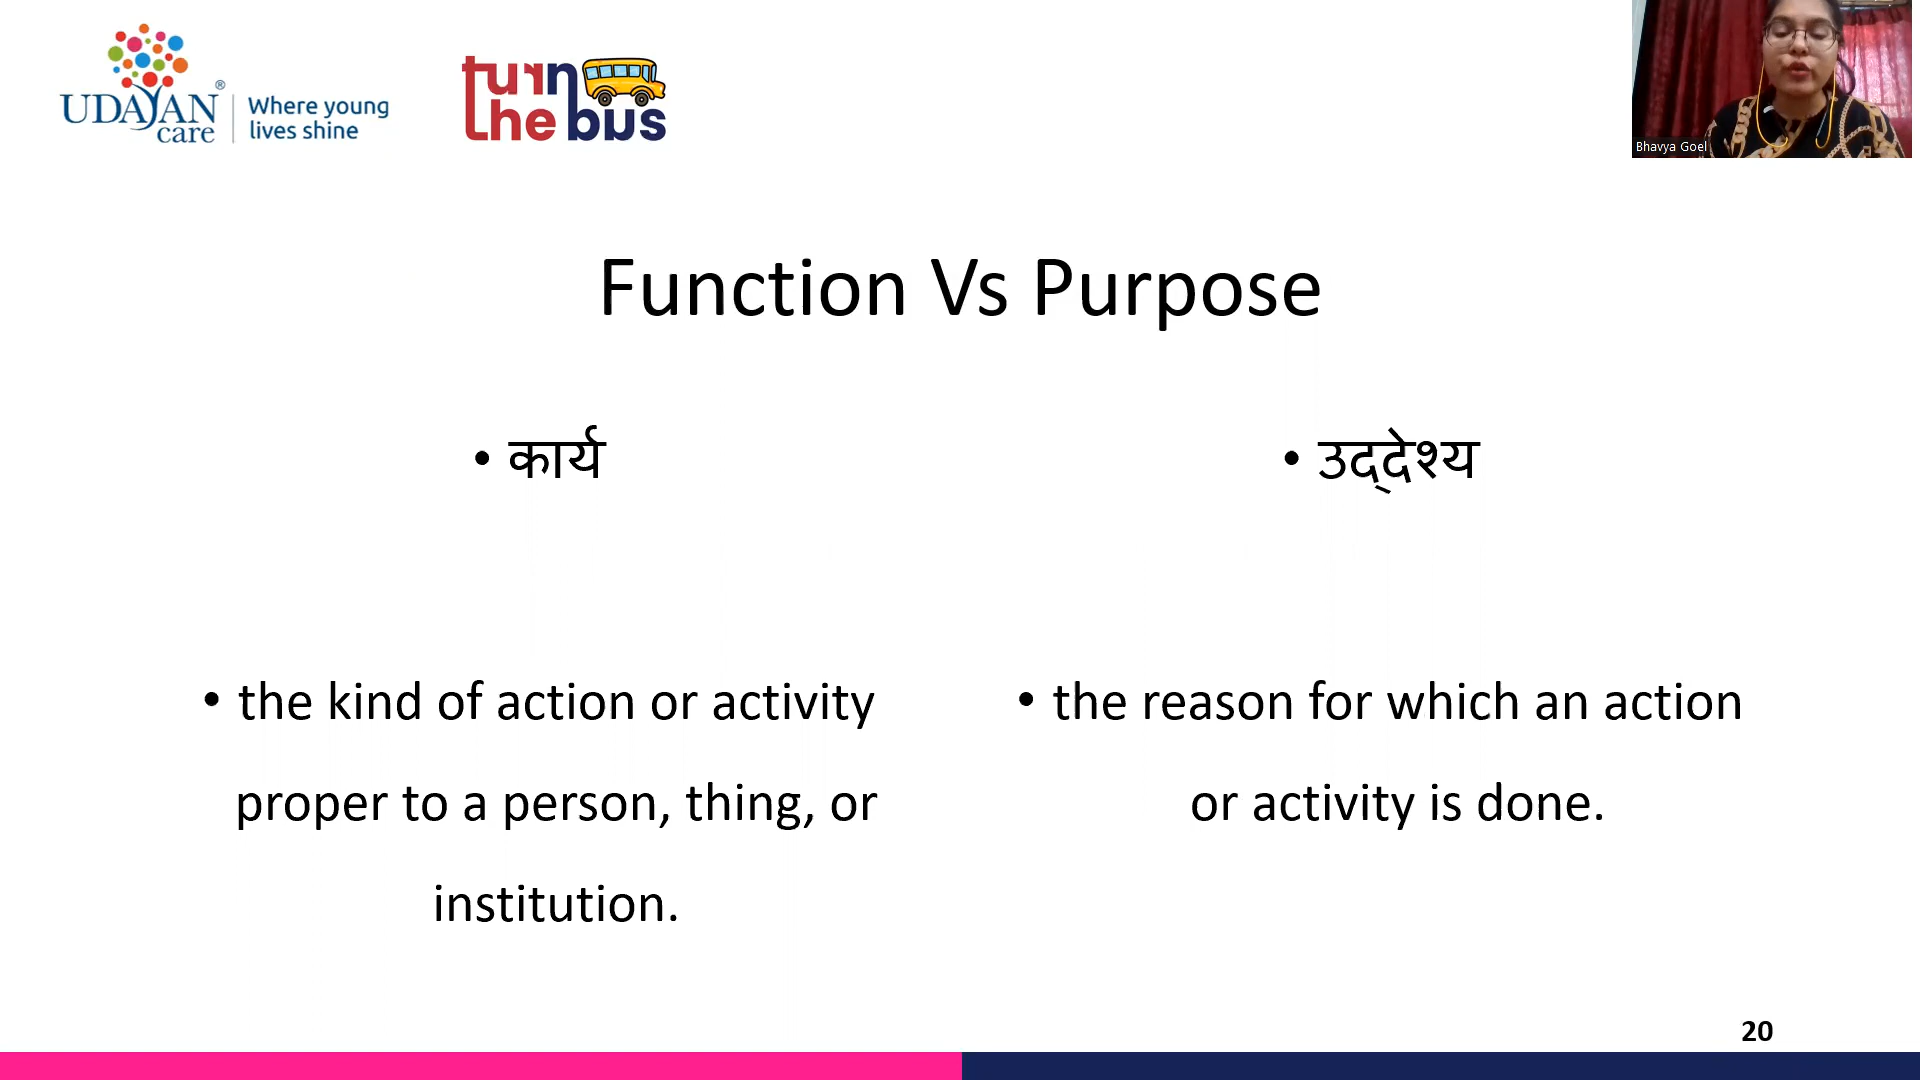 UDAYAN care ®
Where young
lives shine
turn
the bus
Bhavya Goel
Function Vs Purpose
• कार्य
• उद्‌देश्य
• the kind of action or activity
proper to a person, thing, or
institution.
• the reason for which an action
or activity is done.
20